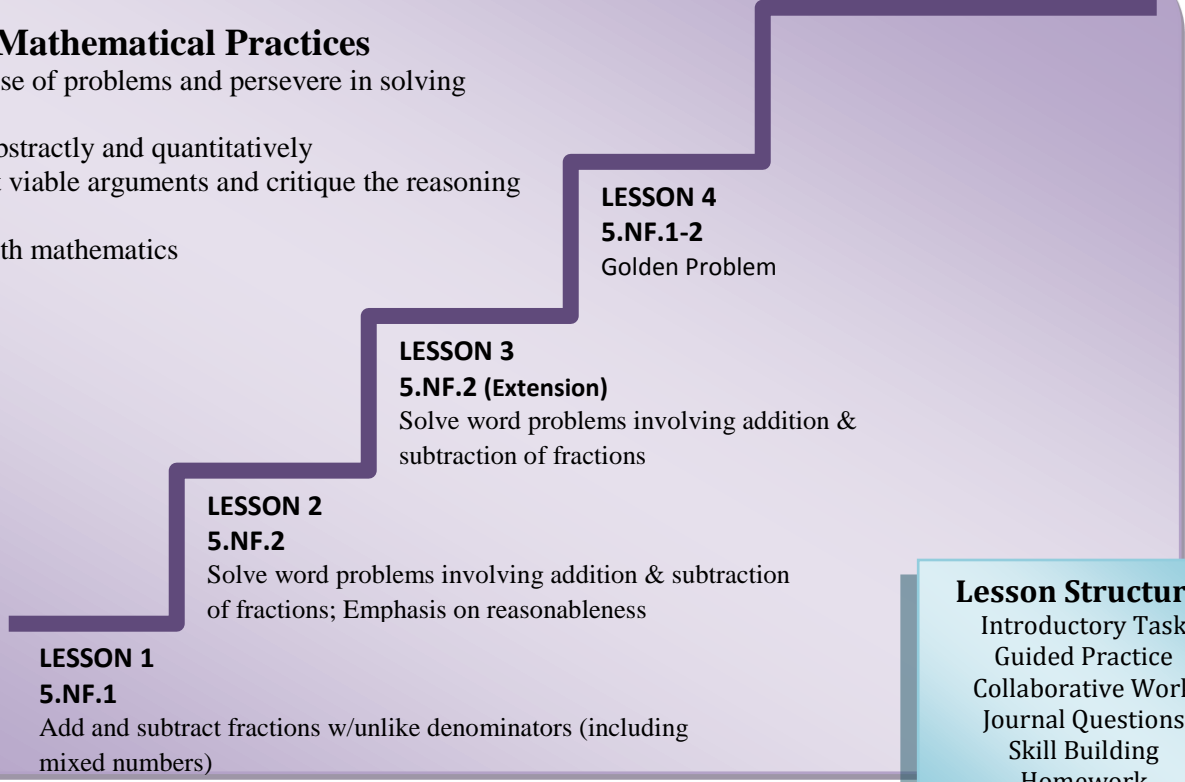 Mathematical Practices
se of problems and persevere in solving
bstractly and quantitatively
t viable arguments and critique the reasoning
th mathematics
LESSON 4
5.NF.1-2
Golden Problem
LESSON 3
5.NF.2 (Extension)
Solve word problems involving addition &
subtraction of fractions
LESSON 2
5.NF.2
Solve word problems involving addition & subtraction
of fractions; Emphasis on reasonableness
LESSON 1
5.NF.1
Add and subtract fractions w/unlike denominators (including
mixed numbers)
Lesson Structur
Introductory Task
Guided Practice
Collaborative Work
Journal Questions
Skill Building
Homework